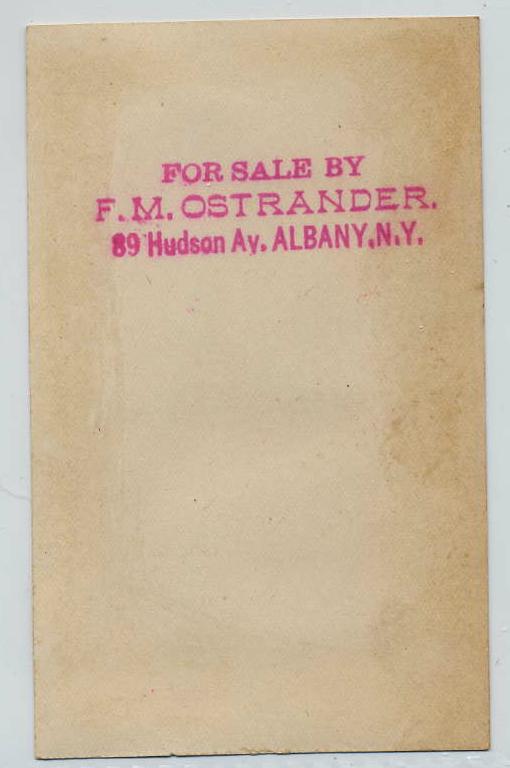 FOR SALE BY
F. M. OSTRANDER.
89 Hudson Av. ALBANY, N.Y.